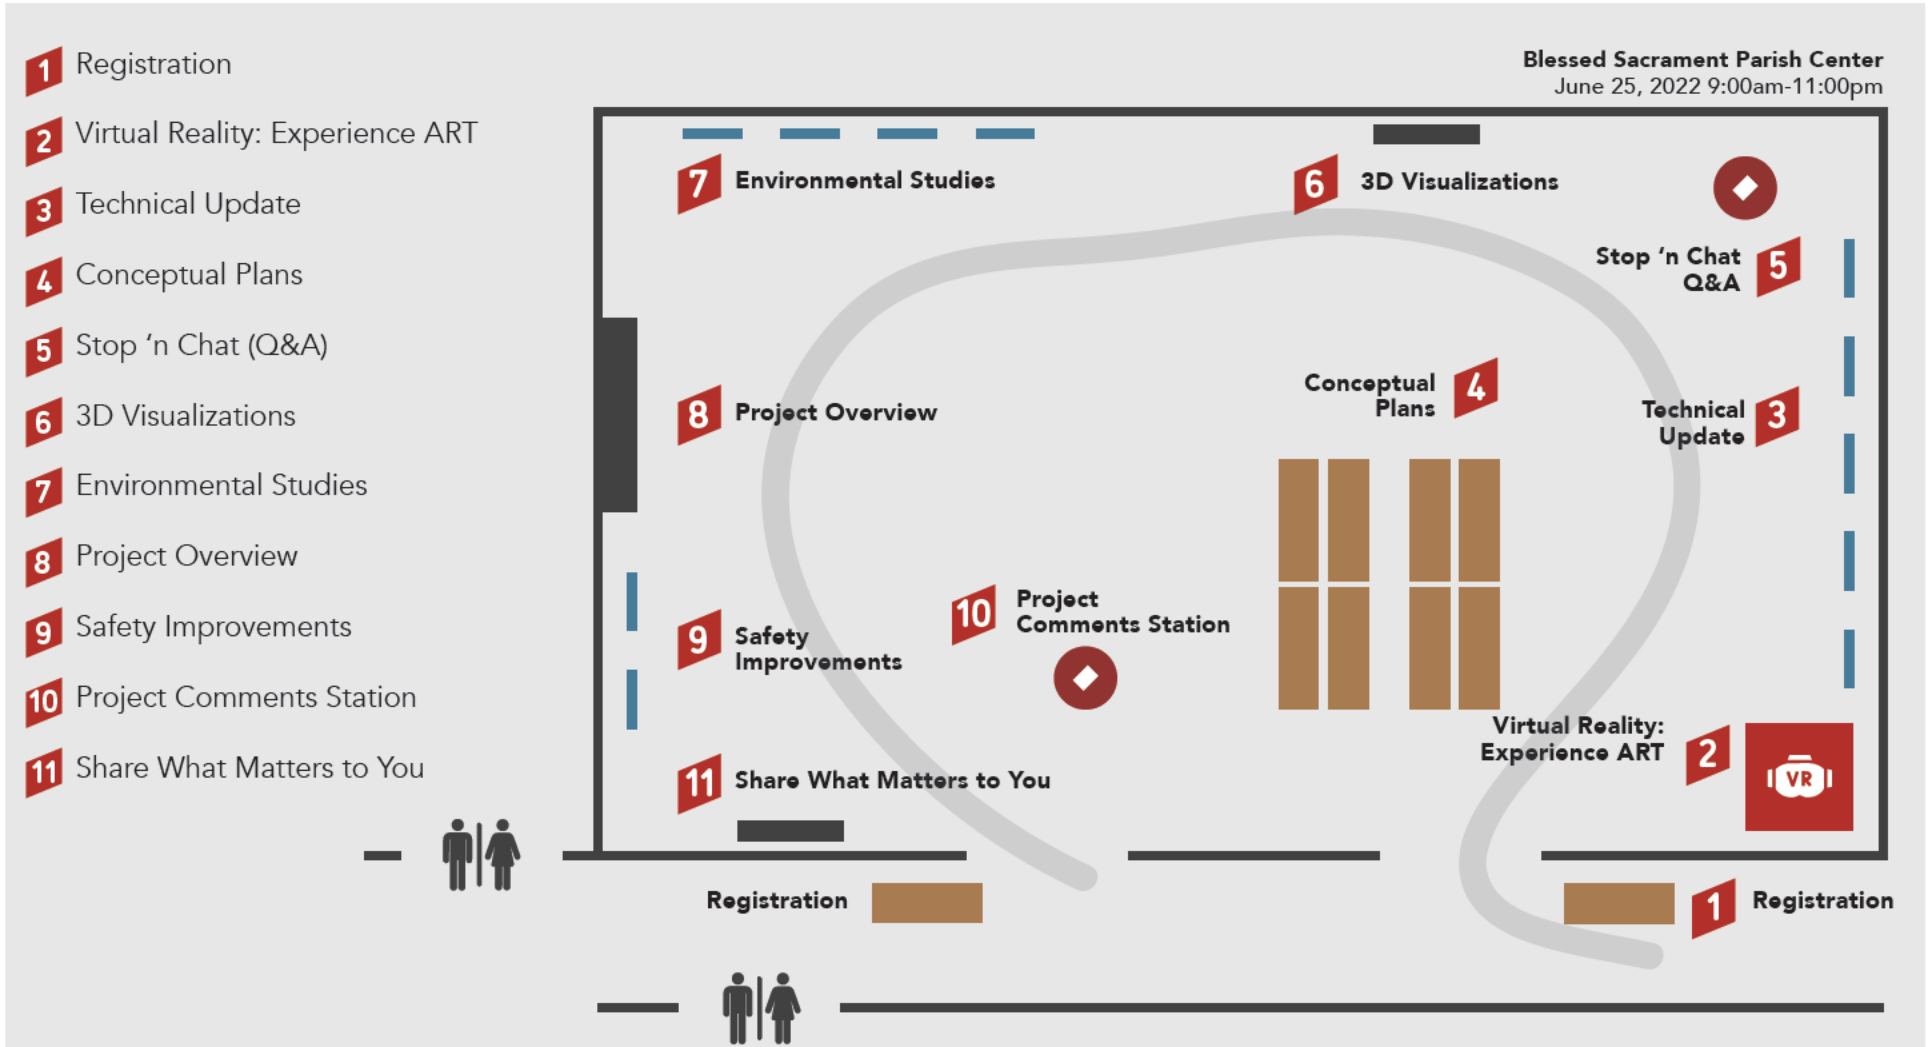 1 Registration
2 Virtual Reality: Experience ART
3 Technical Update
4 Conceptual Plans
5 Stop ‘n Chat (Q&A)
6 3D Visualizations
7 Environmental Studies
8 Project Overview
9 Safety Improvements
10 Project Comments Station
11 Share What Matters to You
Blessed Sacrament Parish Center
June 25, 2022 9:00am-11:00pm
7 Environmental Studies
6 3D Visualizations
Stop ‘n Chat
Q&A
5
8 Project Overview
Conceptual
Plans
4
Technical
Update
3
10
Project
Comments Station
9
Safety
Improvements
Virtual Reality:
Experience ART
2
VR
11 Share What Matters to You
Registration
1 Registration